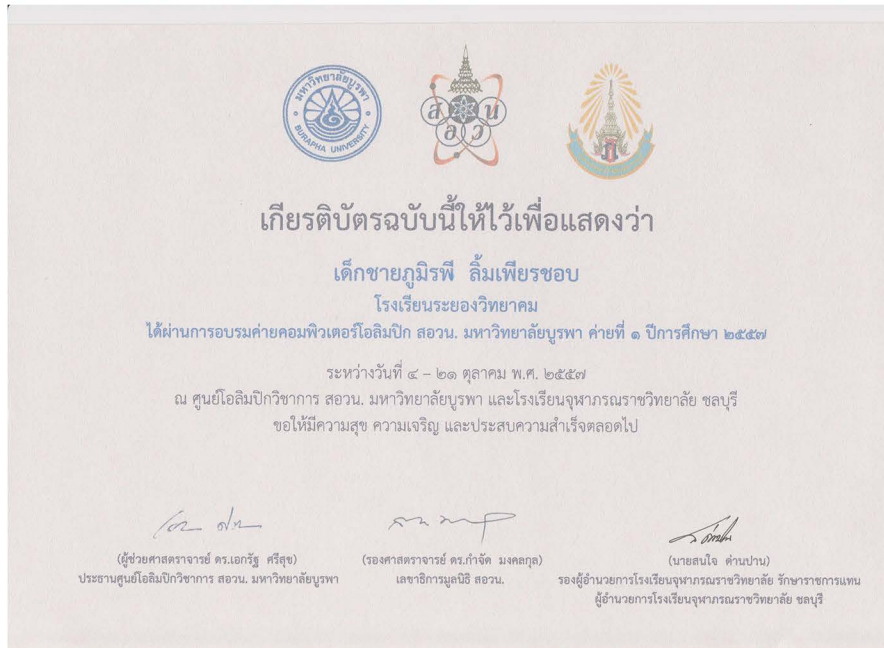 มหาวิทยาลัยบูรพา
BURAPHA UNIVERSITY
ส น
อ ว
เกียรติบัตรฉบับนี้ให้ไว้เพื่อแสดงว่า
เด็กชายภูมิรพี ลิ้มเพียรชอบ
โรงเรียนระยองวิทยาคม
ได้ผ่านการอบรมค่ายคอมพิวเตอร์โอลิมปิก สอวน. มหาวิทยาลัยบูรพา ค่ายที่ ๑ ปีการศึกษา ๒๕๕๗
ระหว่างวันที่ ๔ – ๒๑ ตุลาคม พ.ศ. ๒๕๕๗
ณ ศูนย์โอลิมปิกวิชาการ สอวน. มหาวิทยาลัยบูรพา และโรงเรียนจุฬาภรณราชวิทยาลัย ชลบุรี
ขอให้มีความสุข ความเจริญ และประสบความสำเร็จตลอดไป
(ผู้ช่วยศาสตราจารย์ ดร.เอกรัฐ ศรีสุข)
ประธานศูนย์โอลิมปิกวิชาการ สอวน. มหาวิทยาลัยบูรพา
(รองศาสตราจารย์ ดร.กำจัด มงคลกุล)
เลขาธิการมูลนิธิ สอวน.
(นายสนใจ ด่านปาน)
รองผู้อำนวยการโรงเรียนจุฬาภรณราชวิทยาลัย รักษาราชการแทน
ผู้อำนวยการโรงเรียนจุฬาภรณราชวิทยาลัย ชลบุรี